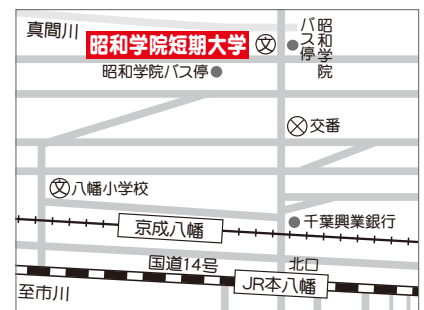 真間川
昭和学院短期大学
文
昭和学院
バス停
昭和学院バス停
交番
文
八幡小学校
千葉興業銀行
京成八幡
国道14号
北口
JR本八幡
至市川